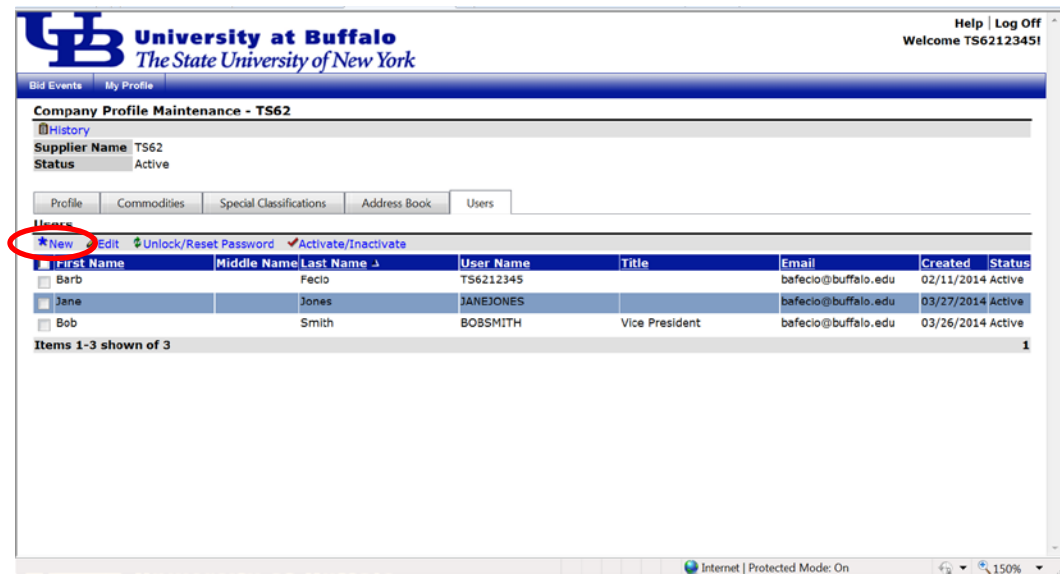 Help | Log Off
UB University at Buffalo
Welcome TS6212345!
The State University of New York
Bid Events My Profile
Company Profile Maintenance - TS62
History
Supplier Name TS62
Status Active
Profile Commodities Special Classifications Address Book Users
Users
New Edit Unlock/Reset Password Activate/Inactivate
First Name Middle Name Last Name User Name Title Email Created Status
Barb Fecio TS6212345 bafecio@buffalo.edu 02/11/2014 Active
Jane Jones JANEJONES bafecio@buffalo.edu 03/27/2014 Active
Bob Smith BOBSMITH Vice President bafecio@buffalo.edu 03/26/2014 Active
Items 1-3 shown of 3 1
Internet | Protected Mode: On 150%